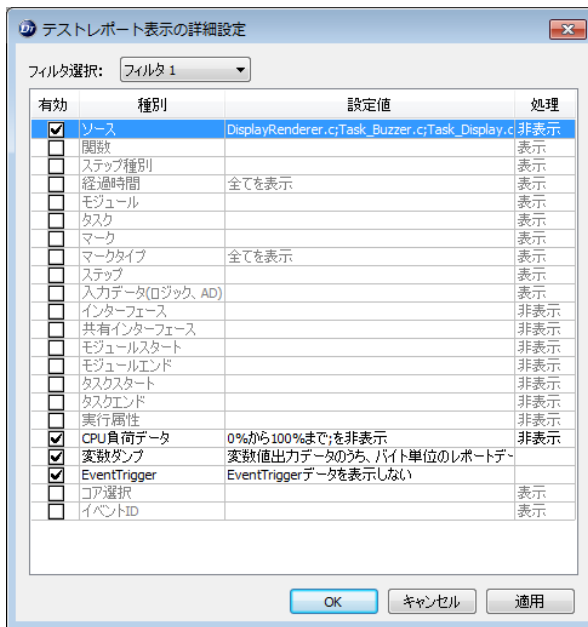 テストレポート表示の詳細設定
フィルタ選択: フィルタ 1
有効 種別 設定値 処理
ソース DisplayRenderer.c;Task_Buzzer.c;Task_Display.c 非表示
関数 表示
ステップ種別 表示
経過時間 全てを表示 表示
モジュール 表示
タスク 表示
マーク 表示
マークタイプ 全てを表示 表示
ステップ 表示
入力データ(ロジック、AD) 表示
インターフェース 非表示
共有インターフェース 非表示
モジュールスタート 非表示
モジュールエンド 非表示
タスクスタート 非表示
タスクエンド 非表示
実行属性 非表示
CPU負荷データ 0%から100%まで;を非表示 非表示
変数ダンプ 変数値出力データのうち、バイト単位のレポートデー
EventTrigger EventTriggerデータを表示しない
コア選択 表示
イベントID 表示
OK キャンセル 適用